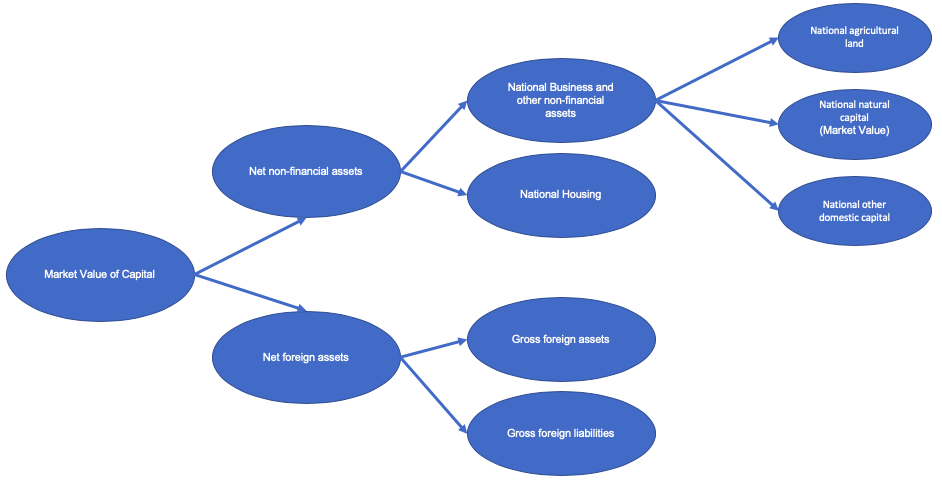 National agricultural
land
National Business and
other non-financial
assets
National natural
capital
(Market Value)
Net non-financial assets
National Housing
National other
domestic capital
Market Value of Capital
Net foreign assets
Gross foreign assets
Gross foreign liabilities